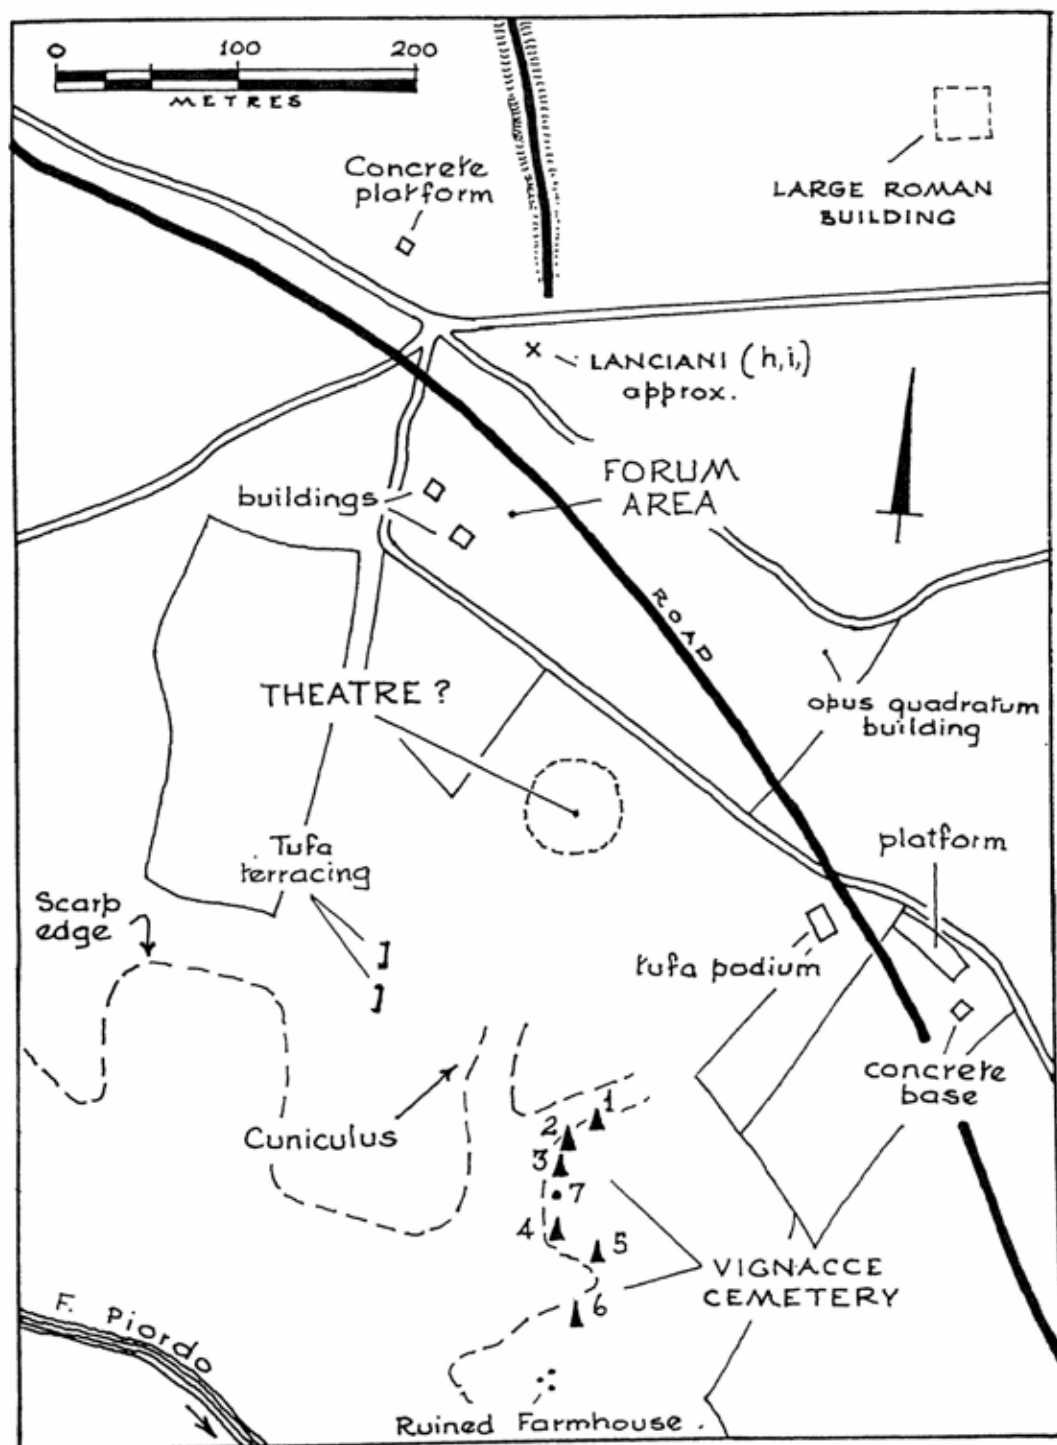 0 100 200
METRES
Concrete
platform
LARGE ROMAN
BUILDING
LANCIANI (h,i,)
approx.
FORUM
AREA
buildings
ROAD
THEATRE ?
opus quadratum
building
Tufa
terracing
platform
Scarp
edge
tufa podium
concrete
base
Cuniculus
1
2
3
7
4
5
6
VIGNACCE
CEMETERY
F. Piordo
Ruined Farmhouse .